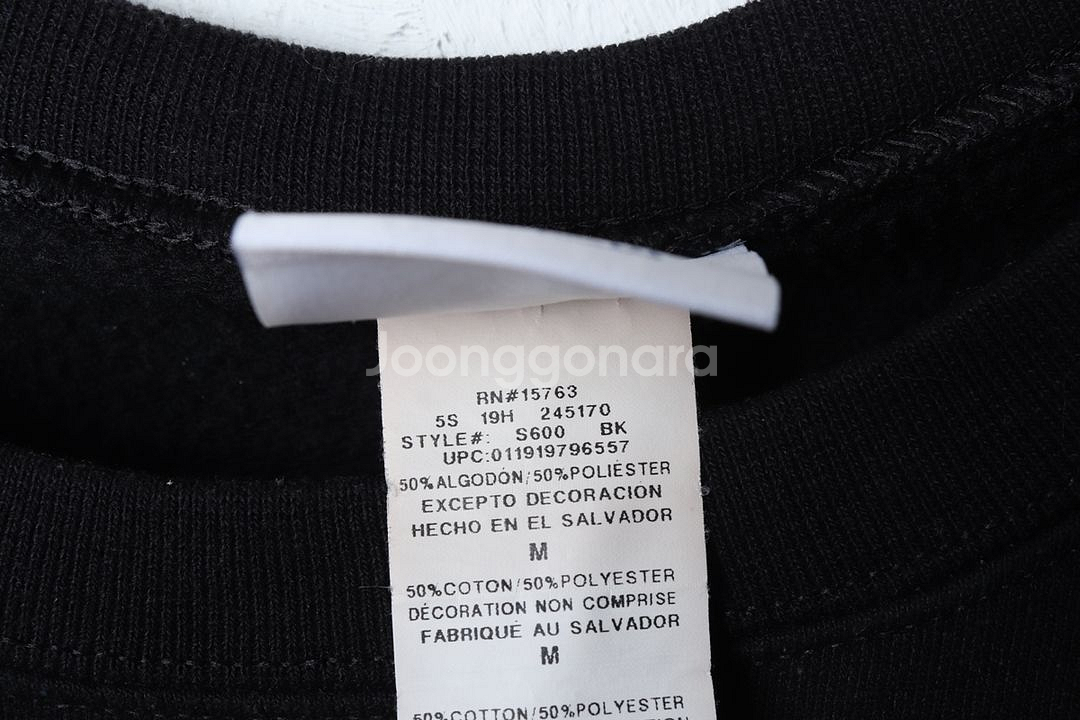 Joonggonara
RN#15763
5S 19H 245170
STYLE#: S600 BK
UPC:011919796557
50%ALGODÓN/50%POLIÉSTER
EXCEPTO DECORACION
HECHO EN EL SALVADOR
M
50%COTON/50%POLYESTER
DÉCORATION NON COMPRISE
FABRIQUÉ AU SALVADOR
M
50%COTTON/50%POLYESTER